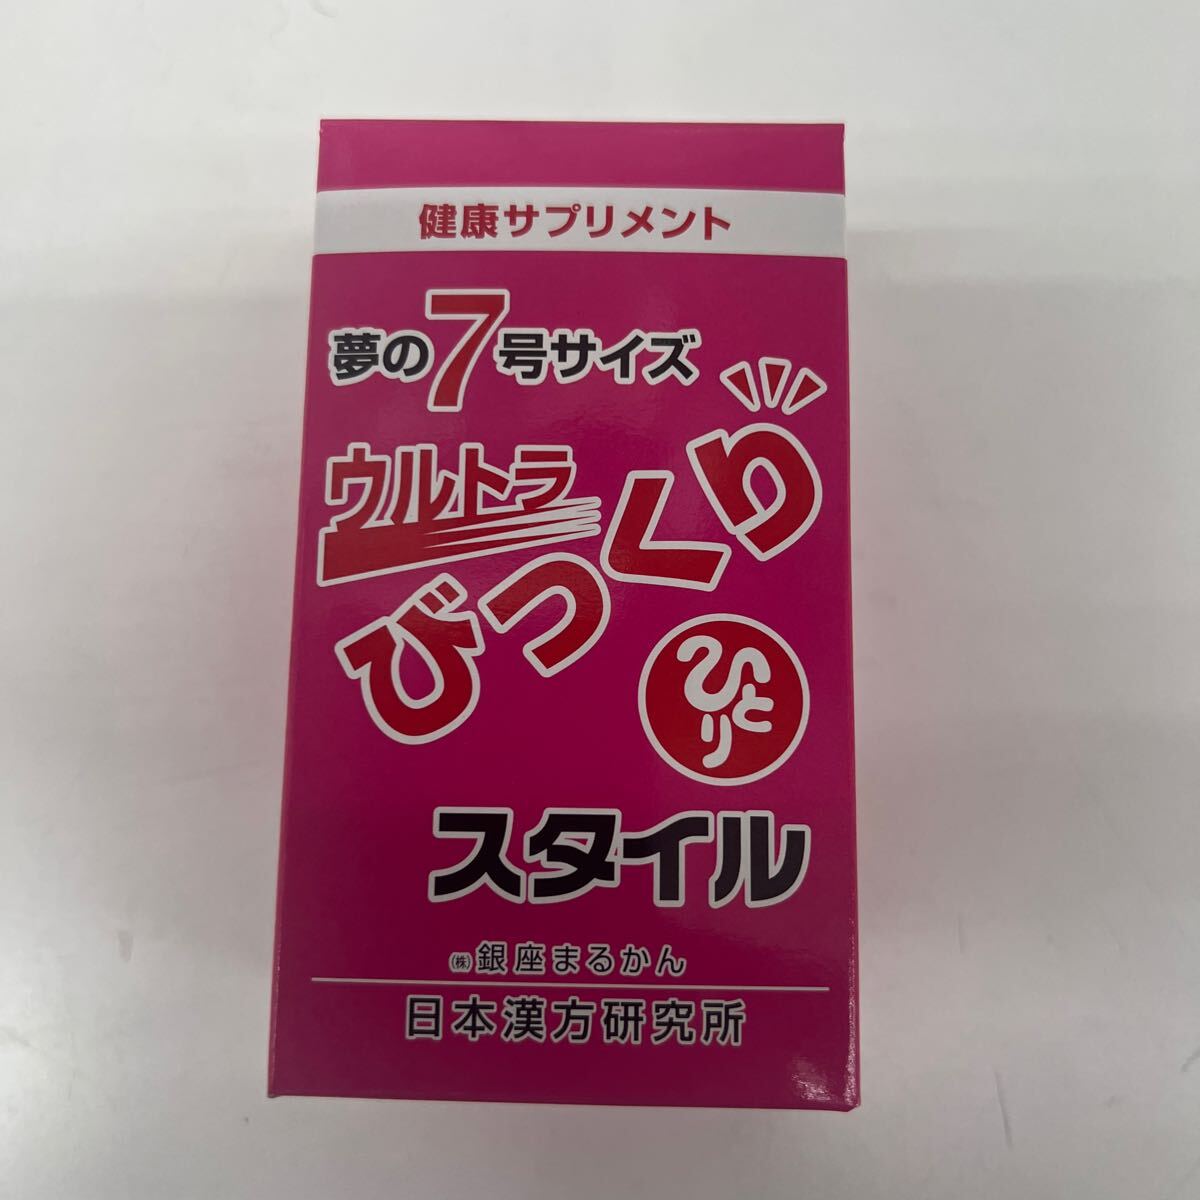 健康サプリメント
夢の7号サイズ
ウルトラ
びっくり
ひとり
スタイル
㈱銀座まるかん
日本漢方研究所